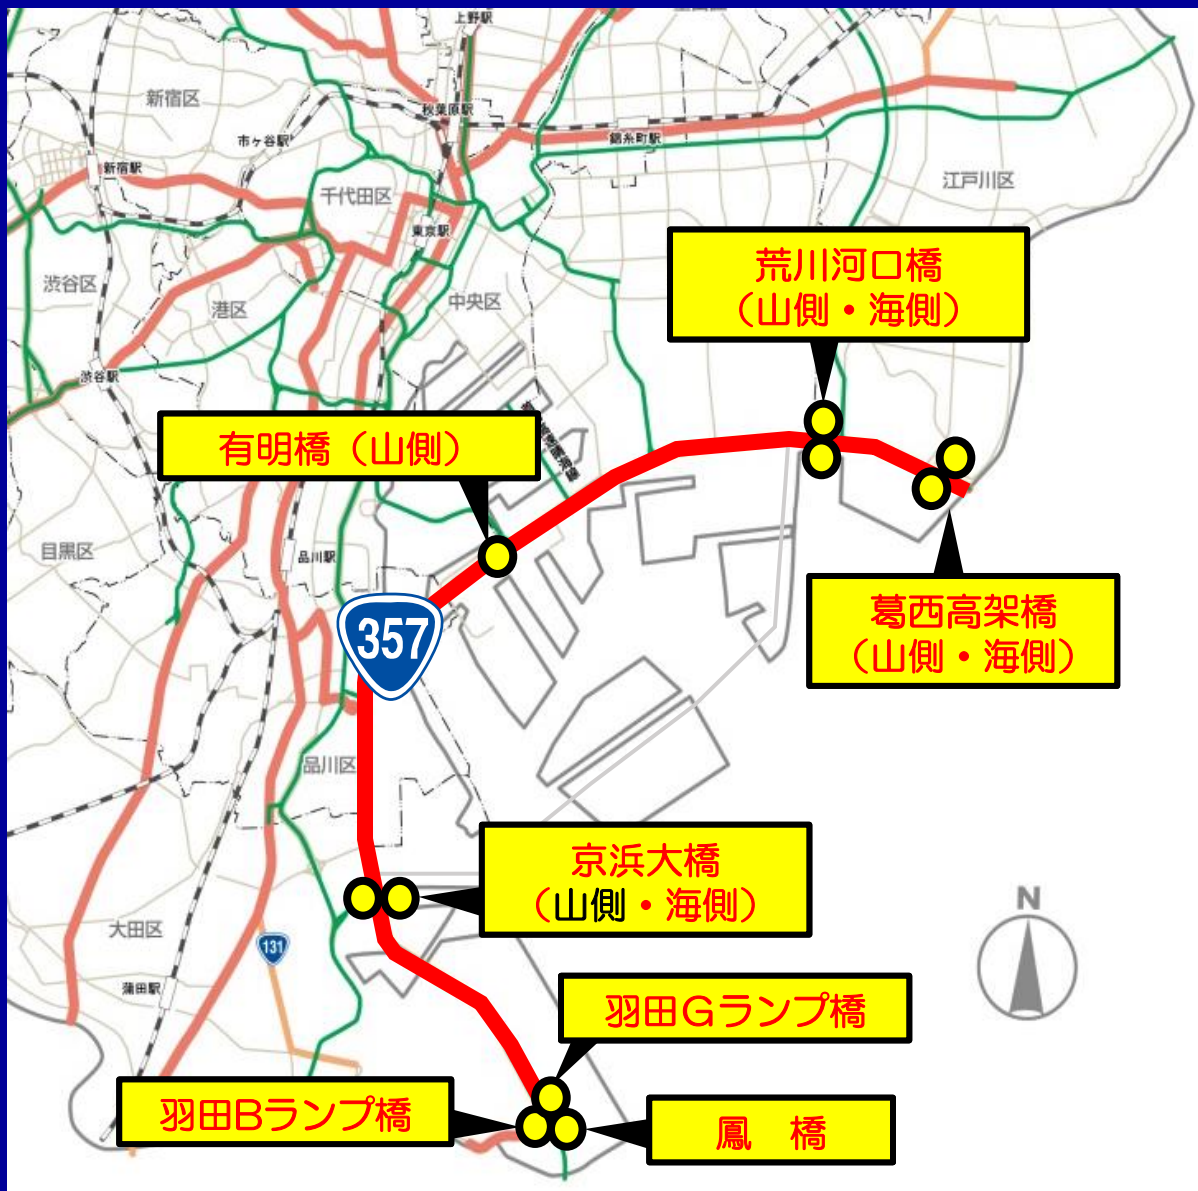 上野駅
新宿区
秋葉原駅
市ヶ谷駅
錦糸町駅
新宿駅
千代田区
江戸川区
東京駅
荒川河口橋
（山側・海側）
渋谷区
港区
中央区
渋谷駅
有明橋（山側）
目黒区
品川駅
葛西高架橋
（山側・海側）
357
品川区
京浜大橋
（山側・海側）
N
大田区
131
蒲田駅
羽田Gランプ橋
羽田Bランプ橋
鳳　橋